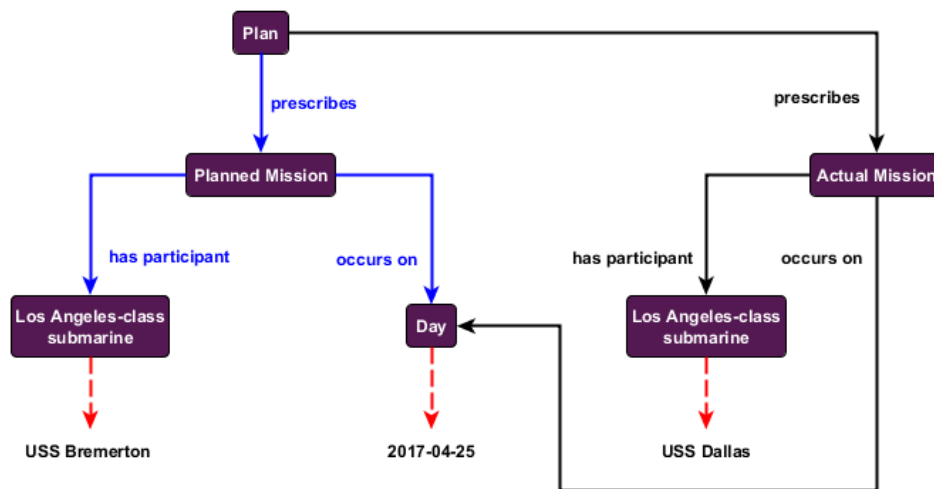 Plan
prescribes
prescribes
Planned Mission
Actual Mission
has participant
occurs on
has participant
occurs on
Los Angeles-class
submarine
Day
Los Angeles-class
submarine
USS Bremerton
2017-04-25
USS Dallas